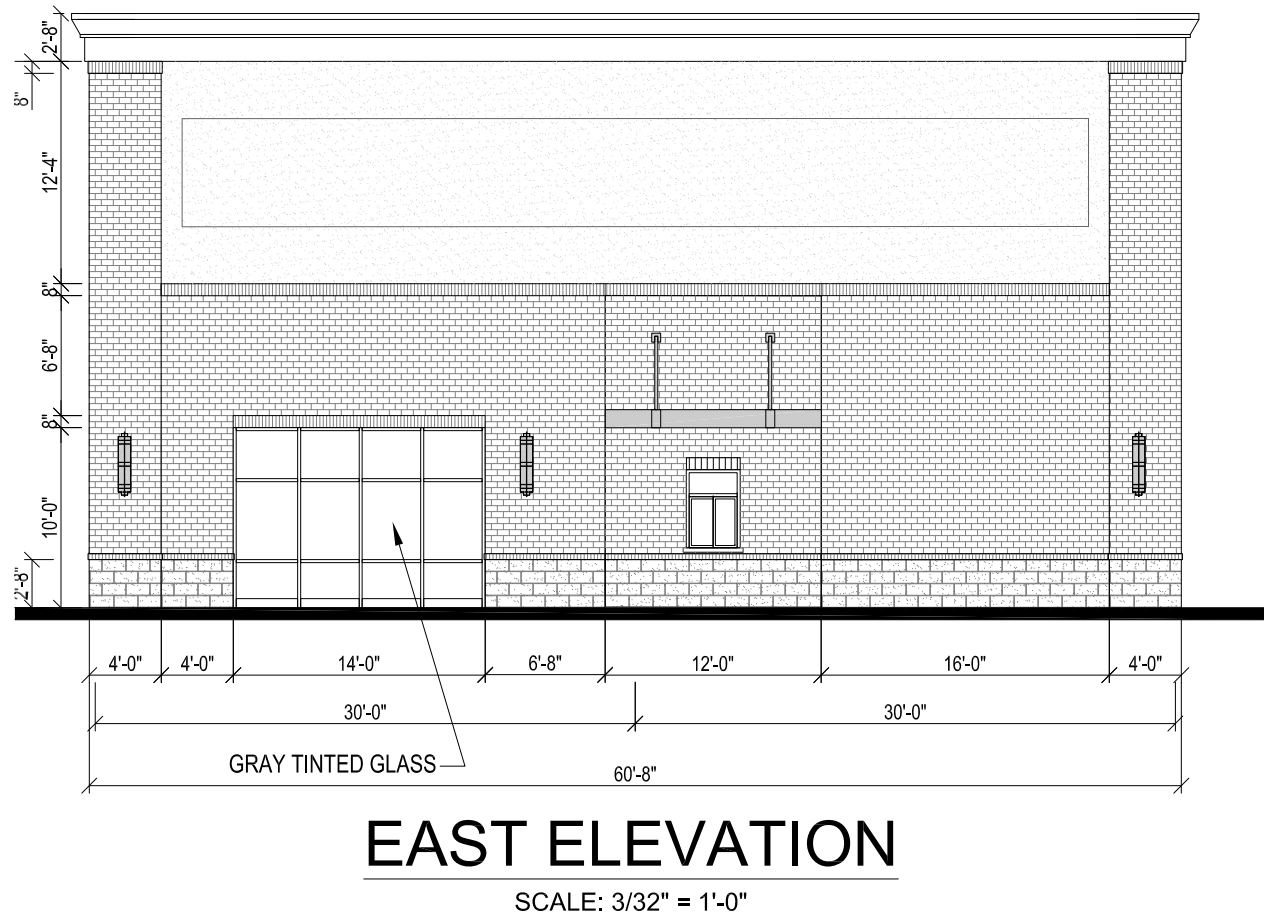 2'-8"
8"
12'-4"
8"
6'-8"
8"
10'-0"
2'-8"
4'-0" 4'-0" 14'-0" 6'-8" 12'-0" 16'-0" 4'-0"
30'-0" 30'-0"
GRAY TINTED GLASS
60'-8"
EAST ELEVATION
SCALE: 3/32" = 1'-0"